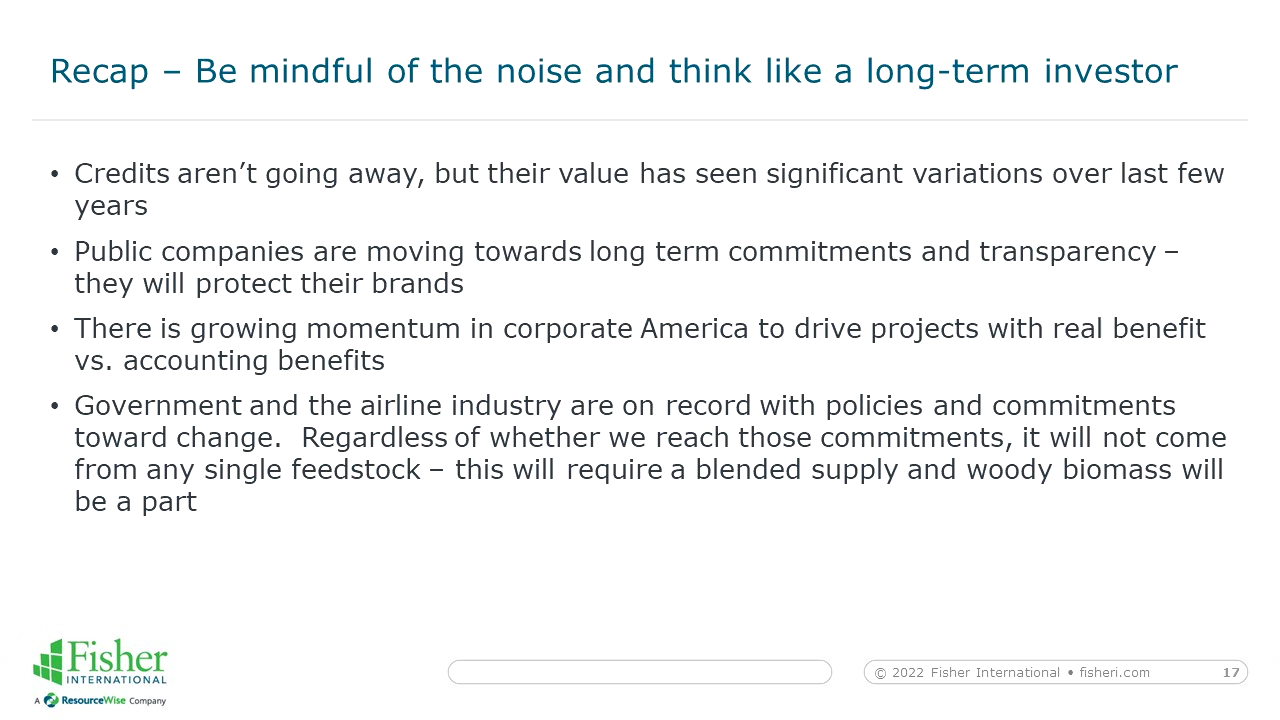 Recap – Be mindful of the noise and think like a long-term investor
• Credits aren’t going away, but their value has seen significant variations over last few
years
• Public companies are moving towards long term commitments and transparency –
they will protect their brands
• There is growing momentum in corporate America to drive projects with real benefit
vs. accounting benefits
• Government and the airline industry are on record with policies and commitments
toward change.  Regardless of whether we reach those commitments, it will not come
from any single feedstock – this will require a blended supply and woody biomass will
be a part
Fisher
INTERNATIONAL
A ResourceWise Company
© 2022 Fisher International • fisheri.com 17